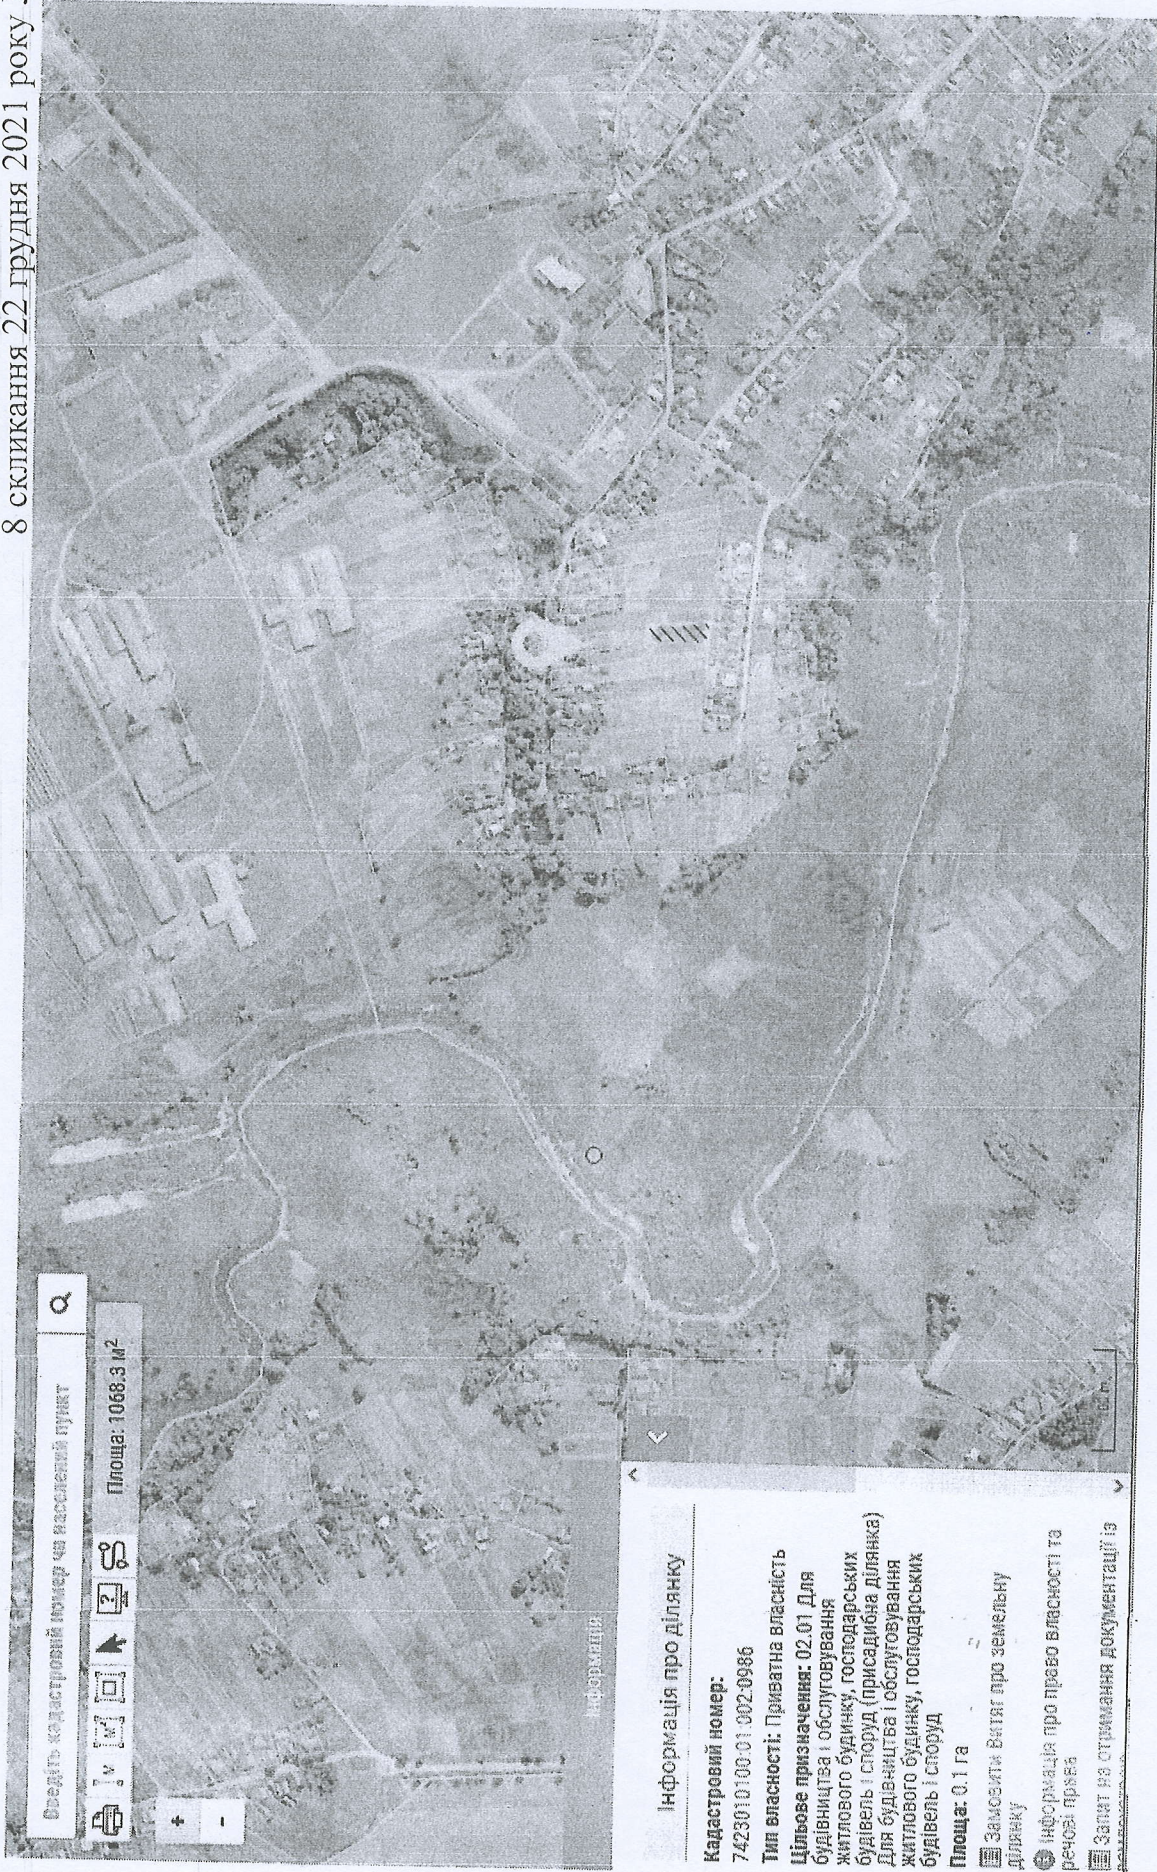 8 скликання 22 грудня 2021 року
Введіть кадастровий номер чи населений пункт
Площа: 1068.3 м²
+
-
Інформація про ділянку
Кадастровий номер:
7423010100:01:002:0986
Тип власності: Приватна власність
Цільове призначення: 02.01 Для
будівництва і обслуговування
житлового будинку, господарських
будівель і споруд (присадибна ділянка)
Для будівництва і обслуговування
житлового будинку, господарських
будівель і споруд
Площа: 0.1 га
Замовити Витяг про земельну
ділянку
Інформація про право власності та
речові права
Запит на отримання документації із